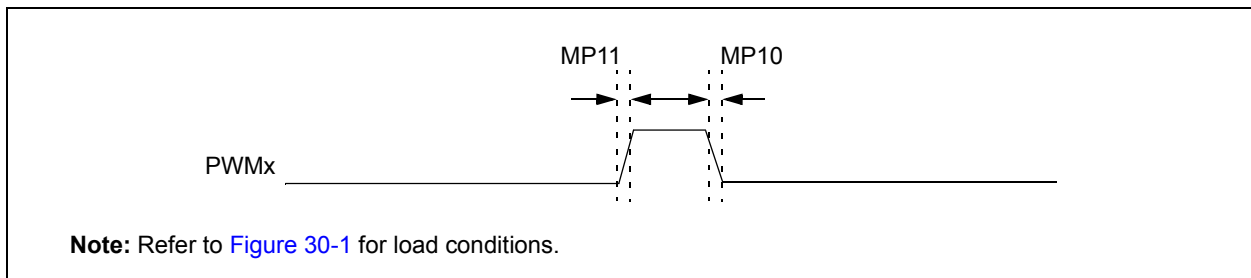 MP11 MP10
PWMx
Note: Refer to Figure 30-1 for load conditions.